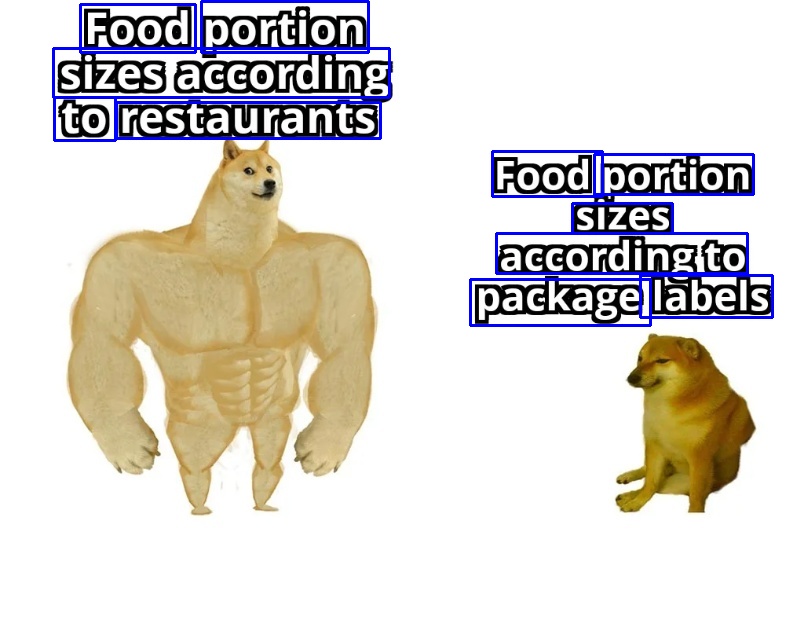 Food portion
sizes according
to restaurants
Food portion
sizes
according to
package labels